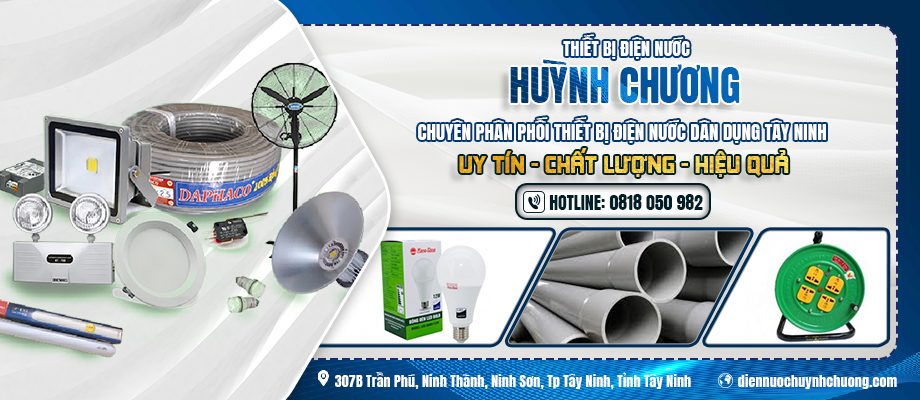 THIẾT BỊ ĐIỆN NƯỚC
HUỲNH CHƯƠNG
CHUYÊN PHÂN PHỐI THIẾT BỊ ĐIỆN NƯỚC DÂN DỤNG TÂY NINH
UY TÍN - CHẤT LƯỢNG - HIỆU QUẢ
HOTLINE: 0818 050 982
DAPHACO
307B Trần Phú, Ninh Thành, Ninh Sơn, Tp Tây Ninh, Tỉnh Tây Ninh
diennuochuynhchuong.com